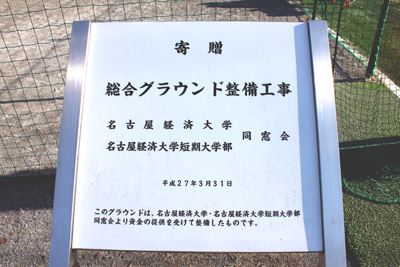 寄贈
総合グラウンド整備工事
名古屋経済大学
名古屋経済大学短期大学部
同窓会
平成27年3月31日
このグラウンドは、名古屋経済大学・名古屋経済大学短期大学部
同窓会より資金の提供を受けて整備したものです。